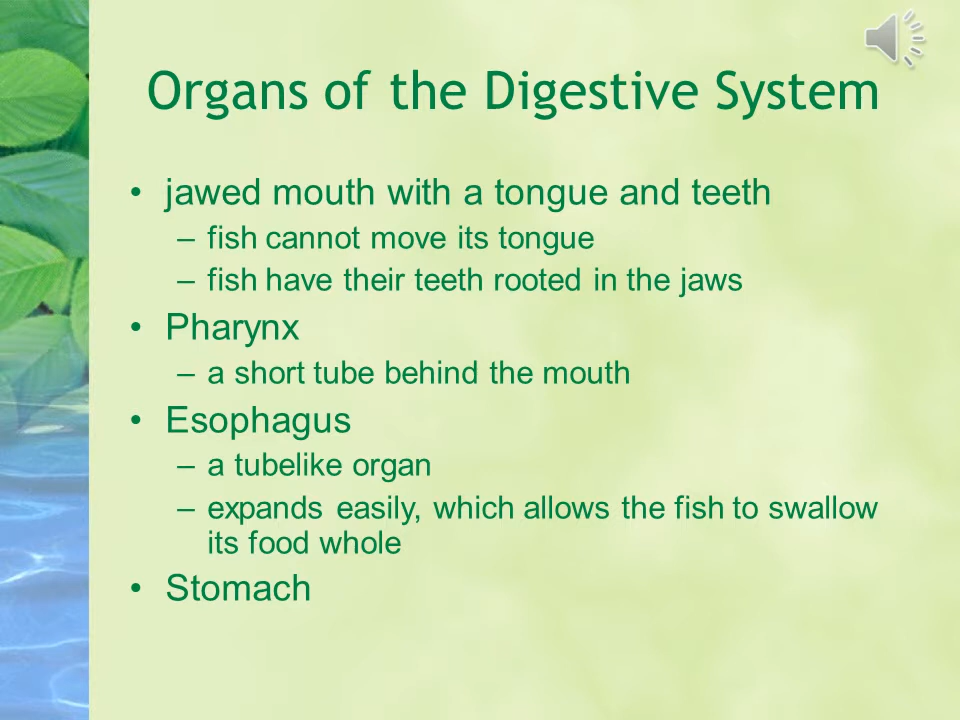 Organs of the Digestive System
• jawed mouth with a tongue and teeth
– fish cannot move its tongue
– fish have their teeth rooted in the jaws
• Pharynx
– a short tube behind the mouth
• Esophagus
– a tubelike organ
– expands easily, which allows the fish to swallow
its food whole
• Stomach